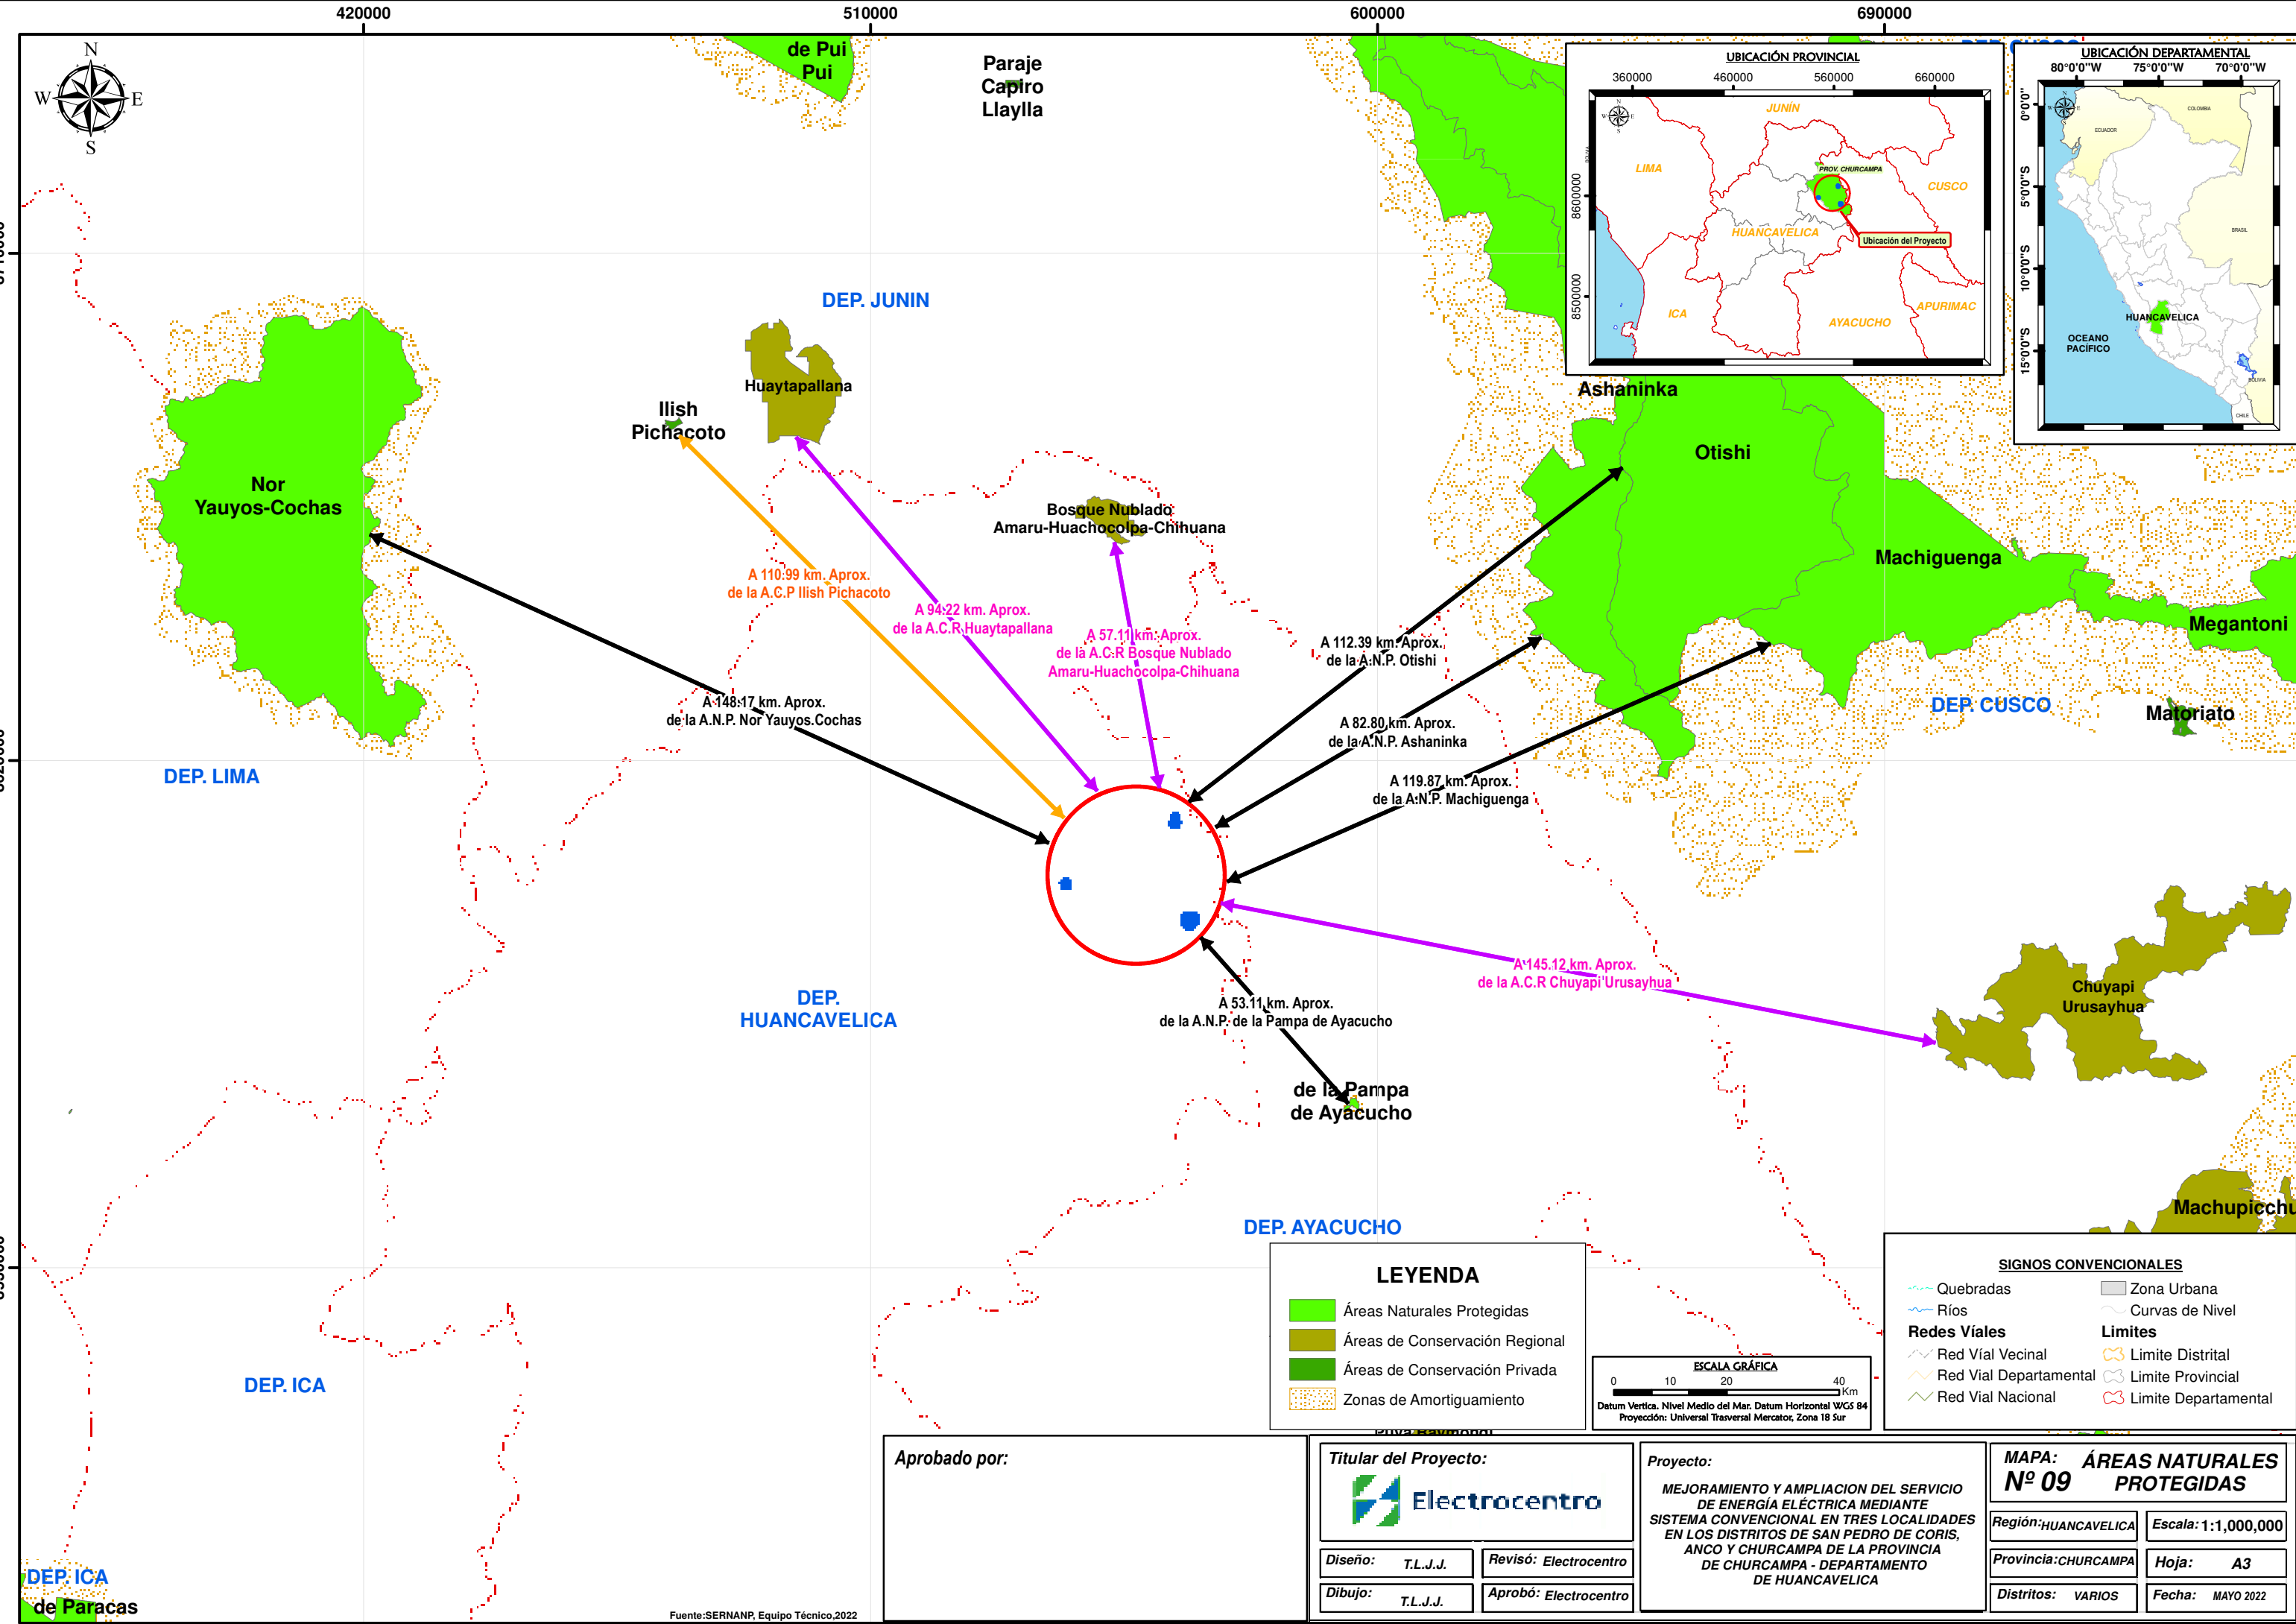 420000
510000
600000
690000
N
W
E
S
de Pui
Pui
Paraje
Capiro
Llaylla
DEP. JUNIN
Huaytapallana
Ilish
Pichacoto
Nor
Yauyos-Cochas
Bosque Nublado
Amaru-Huachocolpa-Chihuana
Ashaninka
Otishi
Machiguenga
Megantoni
DEP. CUSCO
Matoriato
A 110.99 km. Aprox.
de la A.C.P Ilish Pichacoto
A 94.22 km. Aprox.
de la A.C.R Huaytapallana
A 57.11 km. Aprox.
de la A.C.R Bosque Nublado
Amaru-Huachocolpa-Chihuana
A 112.39 km. Aprox.
de la A.N.P. Otishi
A 148.17 km. Aprox.
de la A.N.P. Nor Yauyos.Cochas
A 82.80 km. Aprox.
de la A.N.P. Ashaninka
A 119.87 km. Aprox.
de la A.N.P. Machiguenga
DEP. LIMA
A 145.12 km. Aprox.
de la A.C.R Chuyapi Urusayhua
Chuyapi
Urusayhua
DEP.
HUANCAVELICA
A 53.11 km. Aprox.
de la A.N.P. de la Pampa de Ayacucho
de la Pampa
de Ayacucho
Machupicchu
DEP. AYACUCHO
DEP. ICA
DEP. ICA
de Paracas
UBICACIÓN PROVINCIAL
360000
460000
560000
660000
8600000
8500000
N
W
E
S
JUNÍN
LIMA
PROV. CHURCAMPA
CUSCO
HUANCAVELICA
Ubicación del Proyecto
ICA
AYACUCHO
APURIMAC
UBICACIÓN DEPARTAMENTAL
80°0'0"W
75°0'0"W
70°0'0"W
0°0'0"
5°0'0"S
10°0'0"S
15°0'0"S
COLOMBIA
ECUADOR
BRASIL
HUANCAVELICA
OCEANO
PACÍFICO
BOLIVIA
CHILE
LEYENDA
Áreas Naturales Protegidas
Áreas de Conservación Regional
Áreas de Conservación Privada
Zonas de Amortiguamiento
ESCALA GRÁFICA
0 10 20 40
Km
Datum Vertica. Nivel Medio del Mar. Datum Horizontal WGS 84
Proyección: Universal Trasversal Mercator, Zona 18 Sur
SIGNOS CONVENCIONALES
Quebradas
Ríos
Redes Víales
Red Víal Vecinal
Red Vial Departamental
Red Vial Nacional
Zona Urbana
Curvas de Nivel
Limites
Limite Distrital
Limite Provincial
Limite Departamental
Aprobado por:
Titular del Proyecto:
Electrocentro
Diseño: T.L.J.J.
Revisó: Electrocentro
Dibujo: T.L.J.J.
Aprobó: Electrocentro
Proyecto:
MEJORAMIENTO Y AMPLIACION DEL SERVICIO
DE ENERGÍA ELÉCTRICA MEDIANTE
SISTEMA CONVENCIONAL EN TRES LOCALIDADES
EN LOS DISTRITOS DE SAN PEDRO DE CORIS,
ANCO Y CHURCAMPA DE LA PROVINCIA
DE CHURCAMPA - DEPARTAMENTO
DE HUANCAVELICA
MAPA:
Nº 09
ÁREAS NATURALES
PROTEGIDAS
Región: HUANCAVELICA
Escala: 1:1,000,000
Provincia: CHURCAMPA
Hoja: A3
Distritos: VARIOS
Fecha: MAYO 2022
Fuente:SERNANP, Equipo Técnico,2022